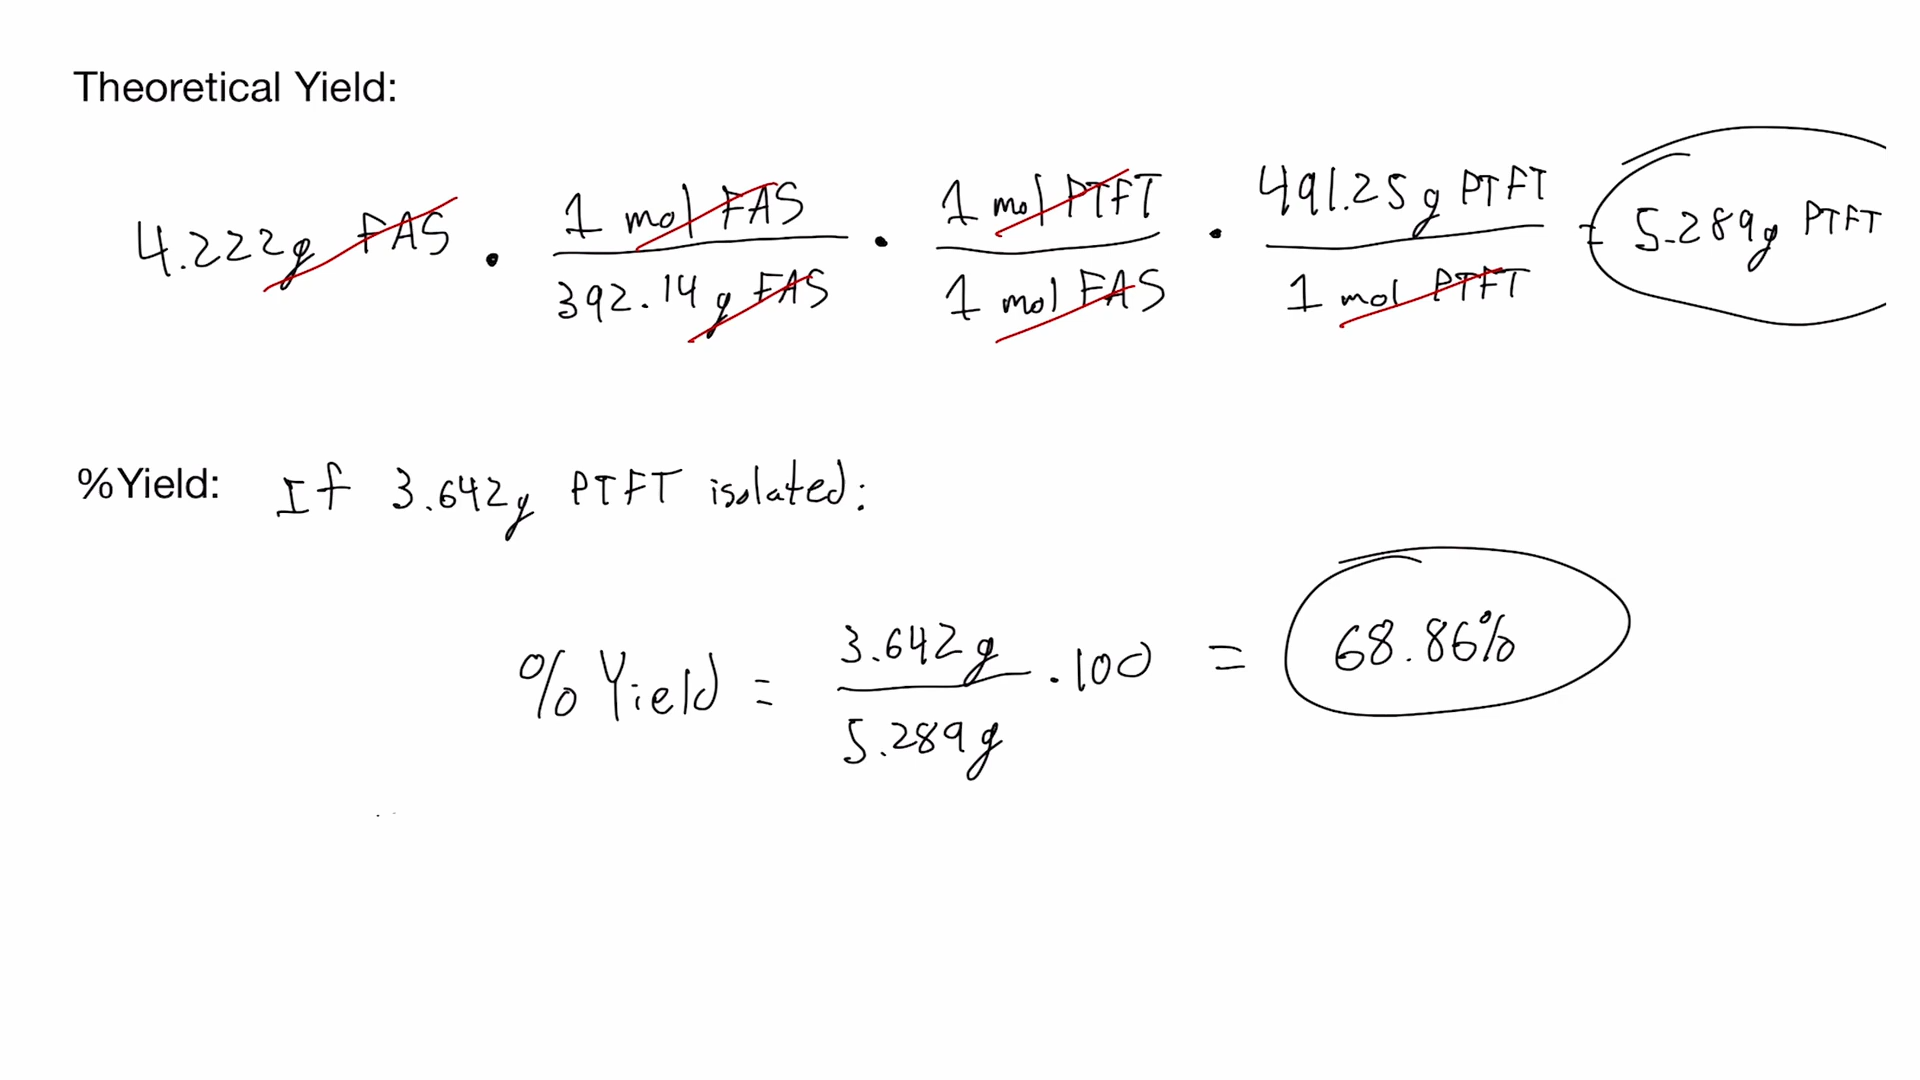 Theoretical Yield:
4.222g FAS · 1 mol FAS / 392.14 g FAS · 1 mol PTFT / 1 mol FAS · 491.25 g PTFT / 1 mol PTFT = 5.289g PTFT
%Yield: If 3.642g PTFT isolated:
% Yield = 3.642g / 5.289g · 100 = 68.86%